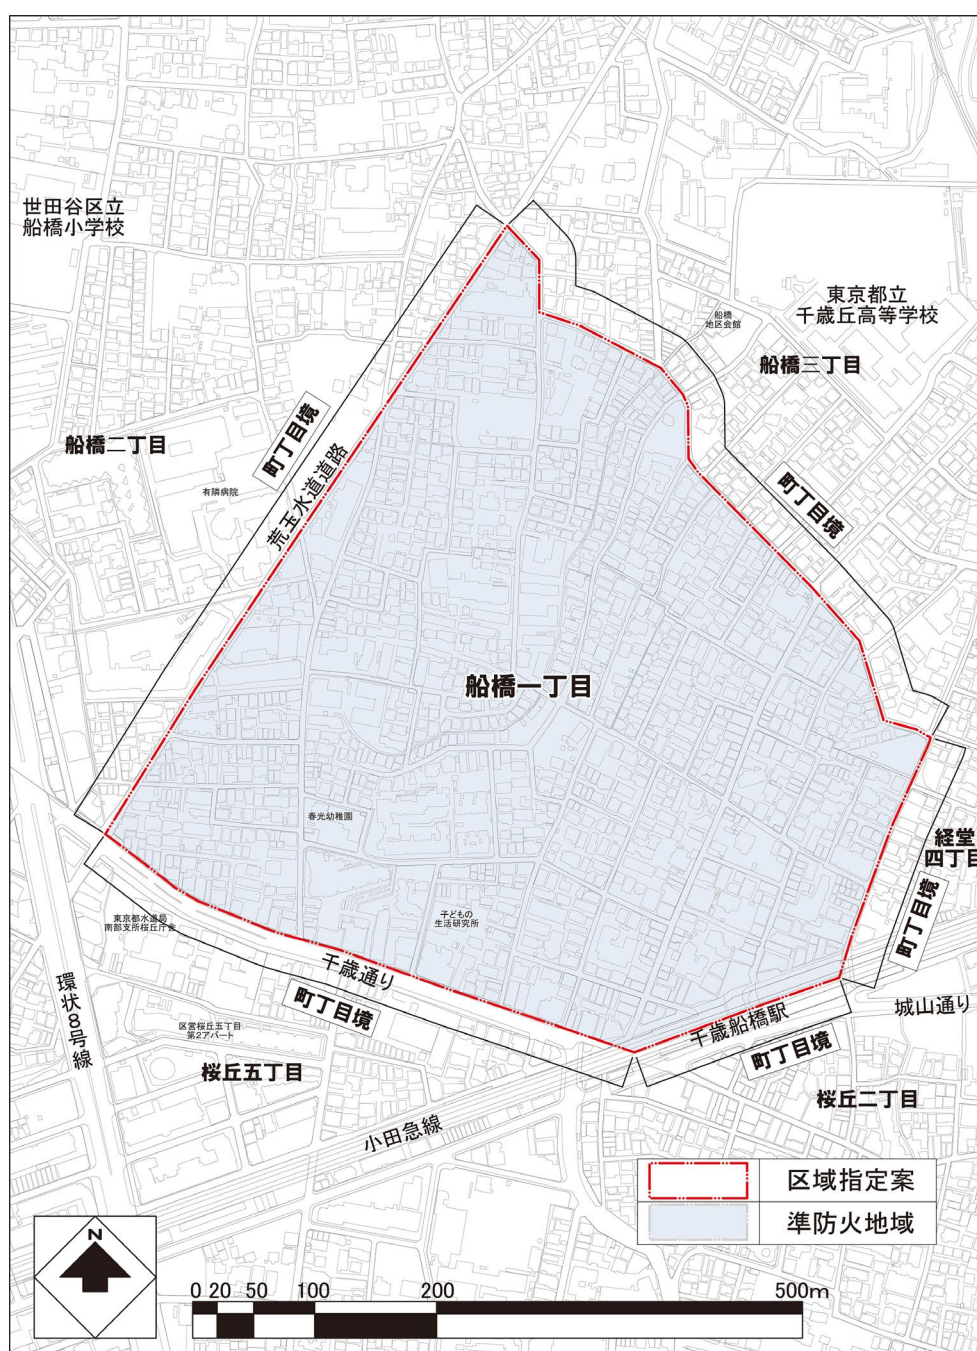 世田谷区立
船橋小学校
東京都立
千歳丘高等学校
船橋
地区会館
船橋三丁目
町丁目境
船橋二丁目
荒玉水道道路
有隣病院
町丁目境
船橋一丁目
春光幼稚園
経堂
四丁目
町丁目境
子どもの
生活研究所
東京都水道局
南部支所桜丘庁舎
千歳通り
町丁目境
環状8号線
城山通り
千歳船橋駅
町丁目境
区営桜丘五丁目
第2アパート
桜丘五丁目
桜丘二丁目
小田急線
区域指定案
準防火地域
N
0 20 50 100 200 500m